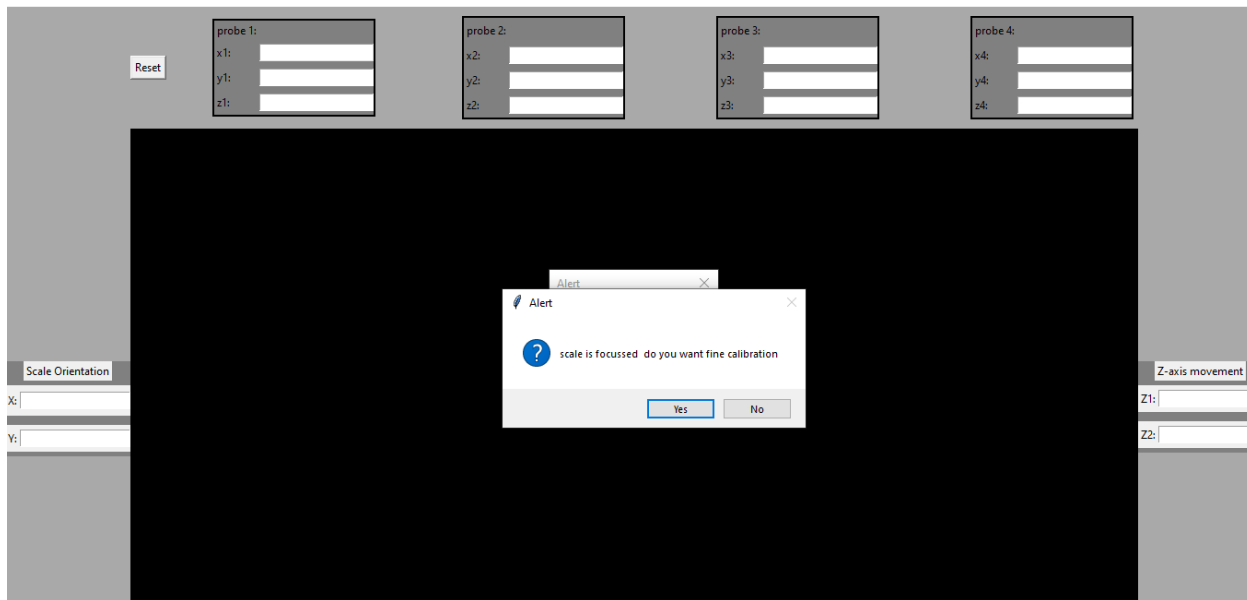 probe 1:
x1:
y1:
z1:
probe 2:
x2:
y2:
z2:
probe 3:
x3:
y3:
z3:
probe 4:
x4:
y4:
z4:
Reset
Alert
Alert
scale is focussed do you want fine calibration
Yes
No
Scale Orientation
X:
Y:
Z-axis movement
Z1:
Z2: